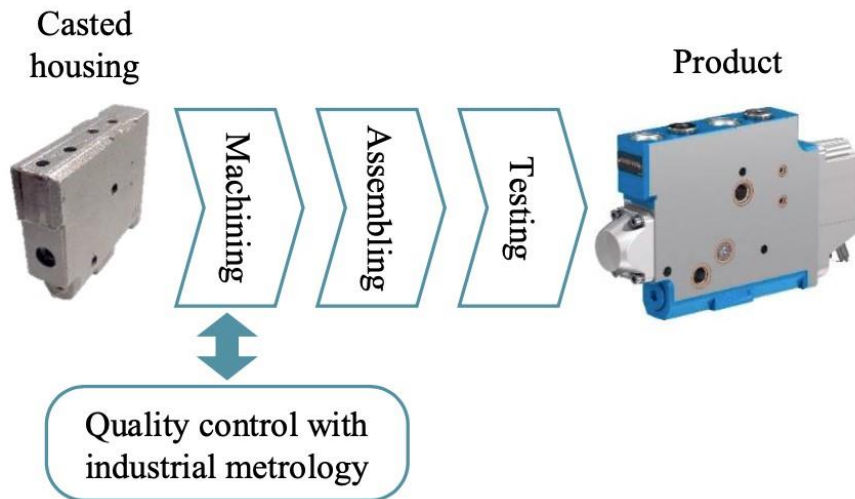 Casted
housing
Product
Machining
Assembling
Testing
Quality control with
industrial metrology